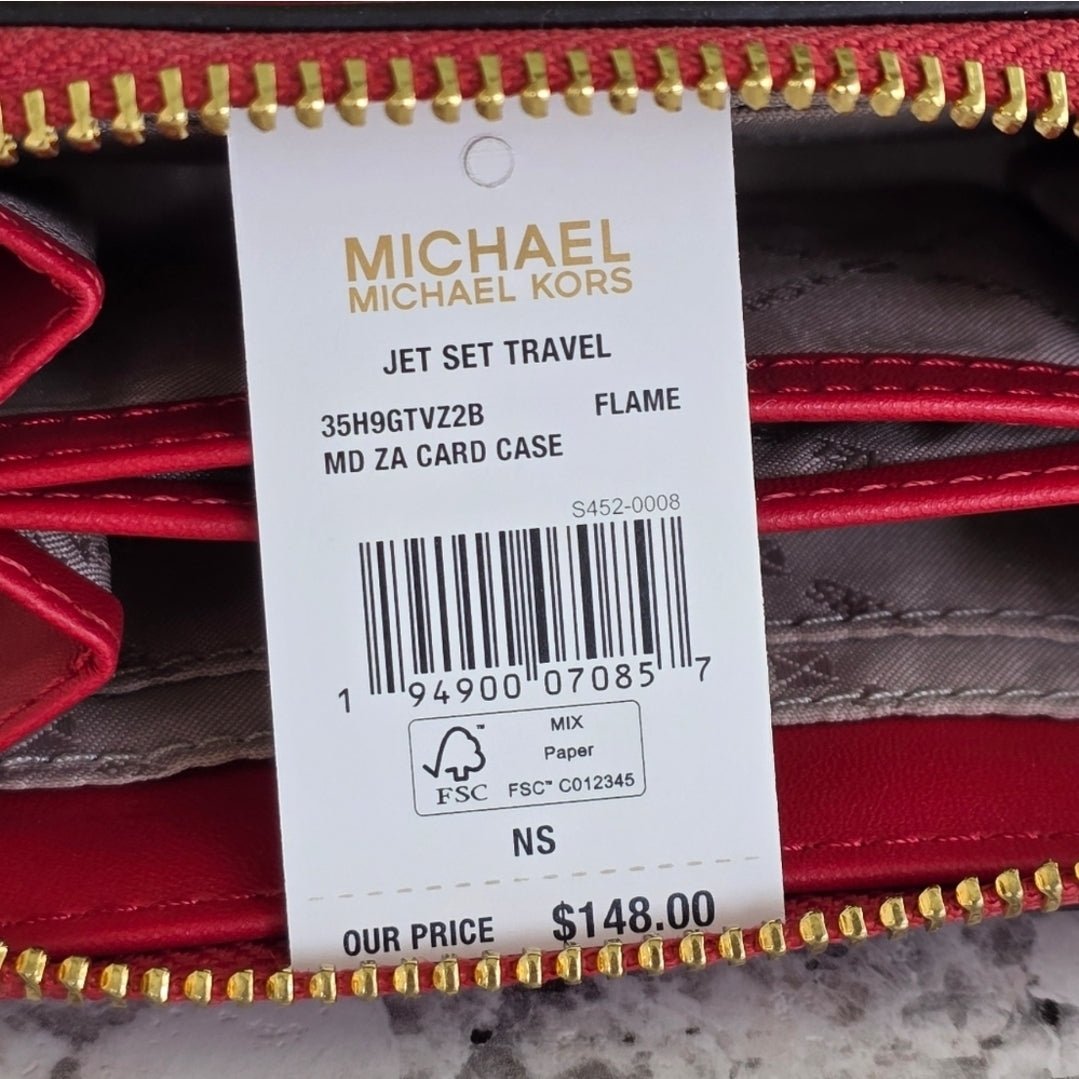 MICHAEL
MICHAEL KORS
JET SET TRAVEL
35H9GTVZ2B FLAME
MD ZA CARD CASE
S452-0008
1 94900 07085 7
FSC
MIX
Paper
FSC™ C012345
NS
OUR PRICE $148.00